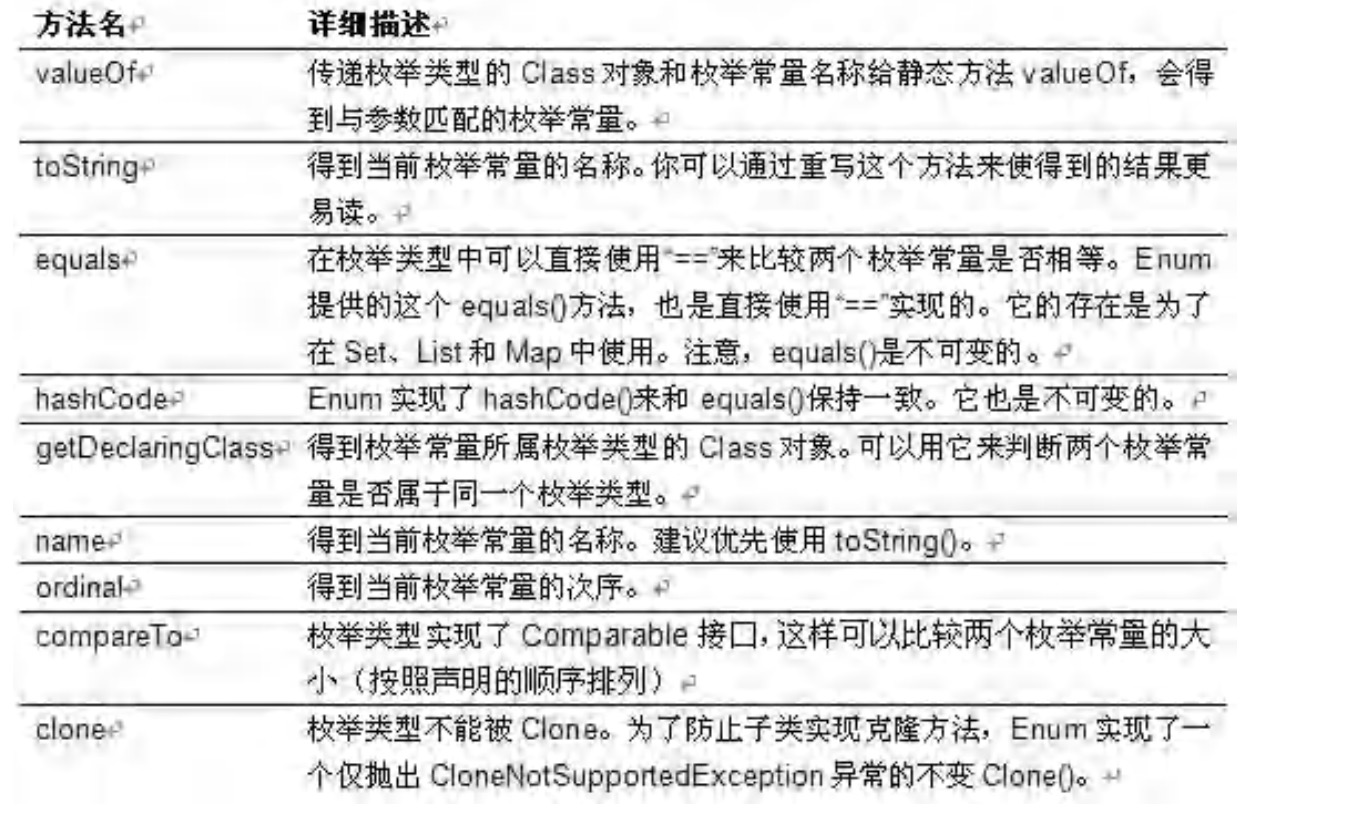 方法名 详细描述
valueOf 传递枚举类型的 Class 对象和枚举常量名称给静态方法 valueOf，会得
到与参数匹配的枚举常量。
toString 得到当前枚举常量的名称。你可以通过重写这个方法来使得到的结果更
易读。
equals 在枚举类型中可以直接使用“==”来比较两个枚举常量是否相等。Enum
提供的这个 equals()方法，也是直接使用“==”实现的。它的存在是为了
在 Set、List 和 Map 中使用。注意，equals()是不可变的。
hashCode Enum 实现了 hashCode()来和 equals()保持一致。它也是不可变的。
getDeclaringClass 得到枚举常量所属枚举类型的 Class 对象。可以用它来判断两个枚举常
量是否属于同一个枚举类型。
name 得到当前枚举常量的名称。建议优先使用 toString()。
ordinal 得到当前枚举常量的次序。
compareTo 枚举类型实现了 Comparable 接口，这样可以比较两个枚举常量的大
小（按照声明的顺序排列）
clone 枚举类型不能被 Clone。为了防止子类实现克隆方法，Enum 实现了一
个仅抛出 CloneNotSupportedException 异常的不变 Clone()。